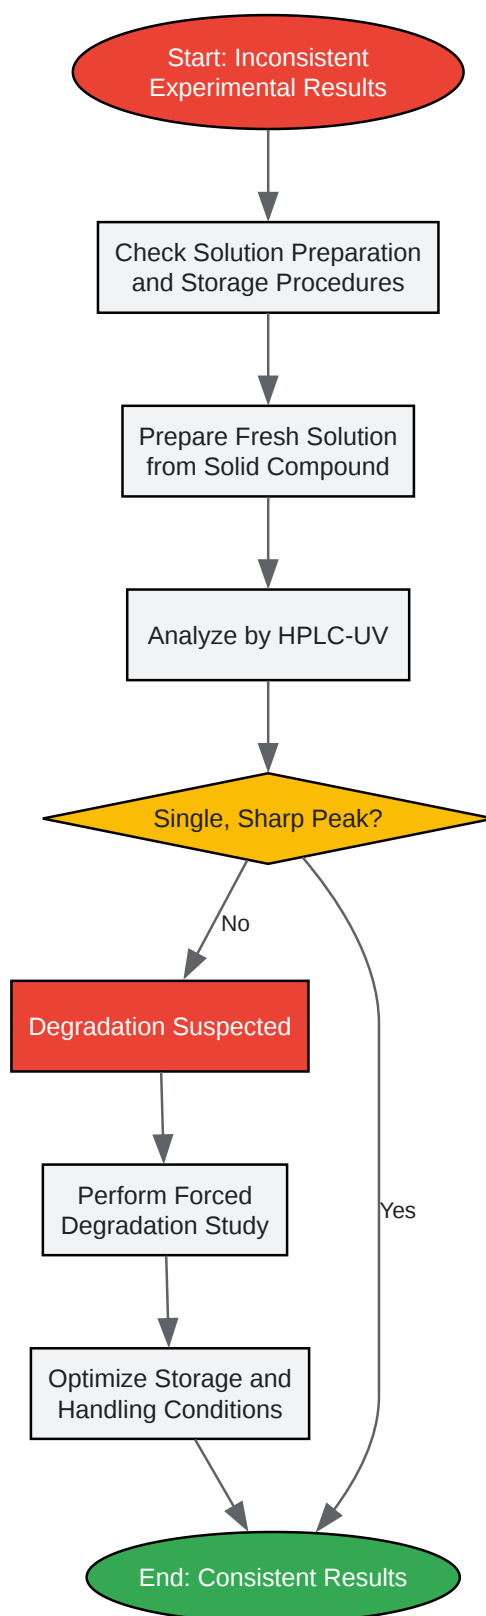 Start: Inconsistent
Experimental Results
Check Solution Preparation
and Storage Procedures
Prepare Fresh Solution
from Solid Compound
Analyze by HPLC-UV
Single, Sharp Peak?
No
Degradation Suspected
Perform Forced
Degradation Study
Yes
Optimize Storage and
Handling Conditions
End: Consistent Results